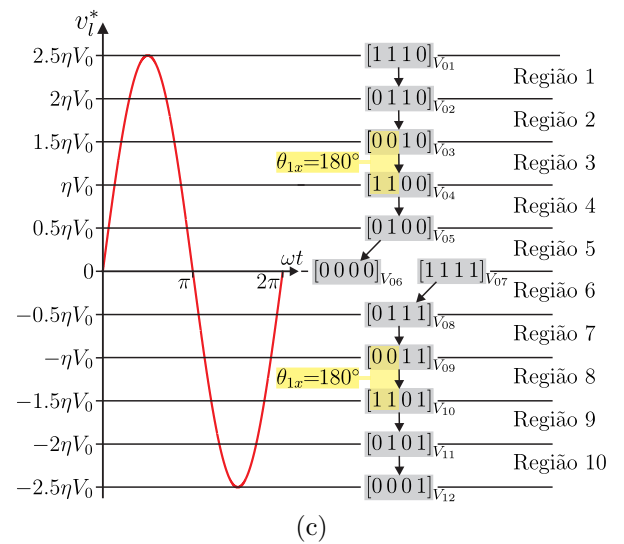 v_l^*
2.5ηV₀ [1 1 1 0]V₀₁
Região 1
2ηV₀ [0 1 1 0]V₀₂
Região 2
1.5ηV₀ [0 0 1 0]V₀₃
θ₁ₓ=180° Região 3
ηV₀ [1 1 0 0]V₀₄
Região 4
0.5ηV₀ [0 1 0 0]V₀₅
ωt Região 5
0 π 2π [0 0 0 0]V₀₆ [1 1 1 1]V₀₇
Região 6
−0.5ηV₀ [0 1 1 1]V₀₈
Região 7
−ηV₀ [0 0 1 1]V₀₉
θ₁ₓ=180° Região 8
−1.5ηV₀ [1 1 0 1]V₁₀
Região 9
−2ηV₀ [0 1 0 1]V₁₁
Região 10
−2.5ηV₀ [0 0 0 1]V₁₂
(c)